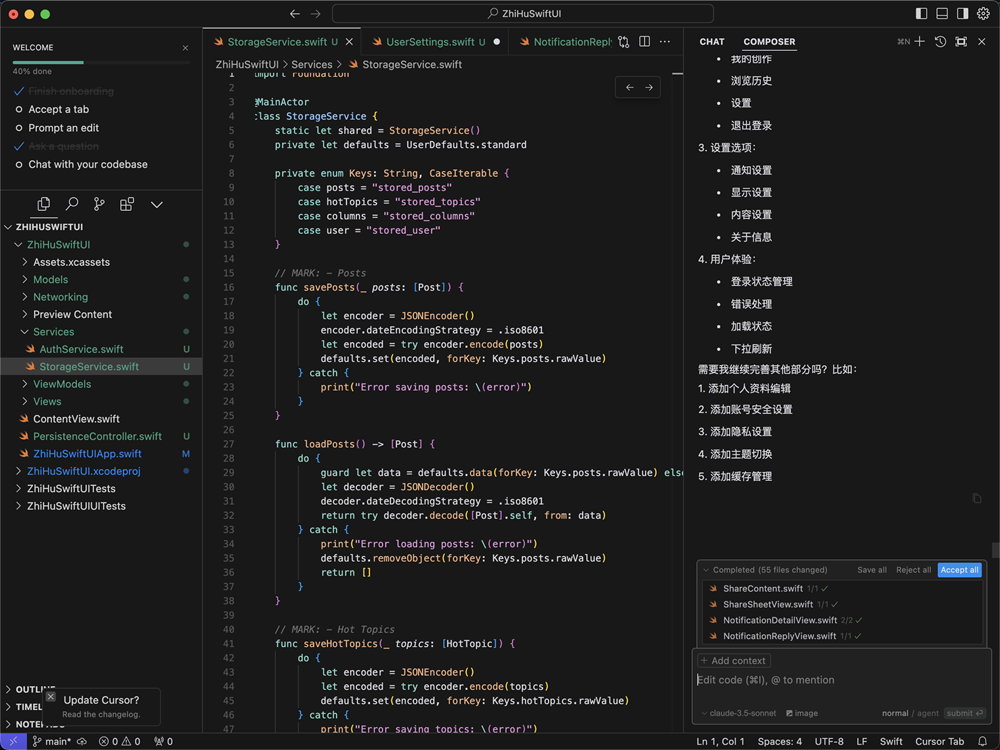 ZhiHuSwiftUI
WELCOME
40% done
Finish onboarding
Accept a tab
Prompt an edit
Ask a question
Chat with your codebase
ZHIHUSWIFTUI
ZhiHuSwiftUI
Assets.xcassets
Models
Networking
Preview Content
Services
AuthService.swift U
StorageService.swift U
ViewModels
Views
ContentView.swift
PersistenceController.swift U
ZhiHuSwiftUIApp.swift M
ZhiHuSwiftUI.xcodeproj
ZhiHuSwiftUITests
ZhiHuSwiftUIUITests
OUTLIN
TIMEL
NOTEP
Update Cursor?
Read the changelog.
StorageService.swift U
UserSettings.swift U
NotificationRepl
ZhiHuSwiftUI > Services > StorageService.swift
1 import Foundation
2
3 MainActor
4 class StorageService {
5 static let shared = StorageService()
6 private let defaults = UserDefaults.standard
7
8 private enum Keys: String, CaseIterable {
9 case posts = "stored_posts"
10 case hotTopics = "stored_topics"
11 case columns = "stored_columns"
12 case user = "stored_user"
13 }
14
15 // MARK: - Posts
16 func savePosts(_ posts: [Post]) {
17 do {
18 let encoder = JSONEncoder()
19 encoder.dateEncodingStrategy = .iso8601
20 let encoded = try encoder.encode(posts)
21 defaults.set(encoded, forKey: Keys.posts.rawValue)
22 } catch {
23 print("Error saving posts: \(error)")
24 }
25 }
26
27 func loadPosts() -> [Post] {
28 do {
29 guard let data = defaults.data(forKey: Keys.posts.rawValue) else
30 let decoder = JSONDecoder()
31 decoder.dateDecodingStrategy = .iso8601
32 return try decoder.decode([Post].self, from: data)
33 } catch {
34 print("Error loading posts: \(error)")
35 defaults.removeObject(forKey: Keys.posts.rawValue)
36 return []
37 }
38 }
39
40 // MARK: - Hot Topics
41 func saveHotTopics(_ topics: [HotTopic]) {
42 do {
43 let encoder = JSONEncoder()
44 let encoded = try encoder.encode(topics)
45 defaults.set(encoded, forKey: Keys.hotTopics.rawValue)
46 } catch {
47 print("Error saving topics: \(error)")
CHAT COMPOSER ⌘N
• 我的创作
• 浏览历史
• 设置
• 退出登录
3. 设置选项：
• 通知设置
• 显示设置
• 内容设置
• 关于信息
4. 用户体验：
• 登录状态管理
• 错误处理
• 加载状态
• 下拉刷新
需要我继续完善其他部分吗？比如：
1. 添加个人资料编辑
2. 添加账号安全设置
3. 添加隐私设置
4. 添加主题切换
5. 添加缓存管理
Completed (55 files changed) Save all Reject all Accept all
ShareContent.swift 1/1 ✓
ShareSheetView.swift 1/1 ✓
NotificationDetailView.swift 2/2 ✓
NotificationReplyView.swift 1/1 ✓
+ Add context
Edit code (⌘I), @ to mention
claude-3.5-sonnet image normal / agent submit ⏎
main* 0 0 0 Ln 1, Col 1 Spaces: 4 UTF-8 LF Swift Cursor Tab